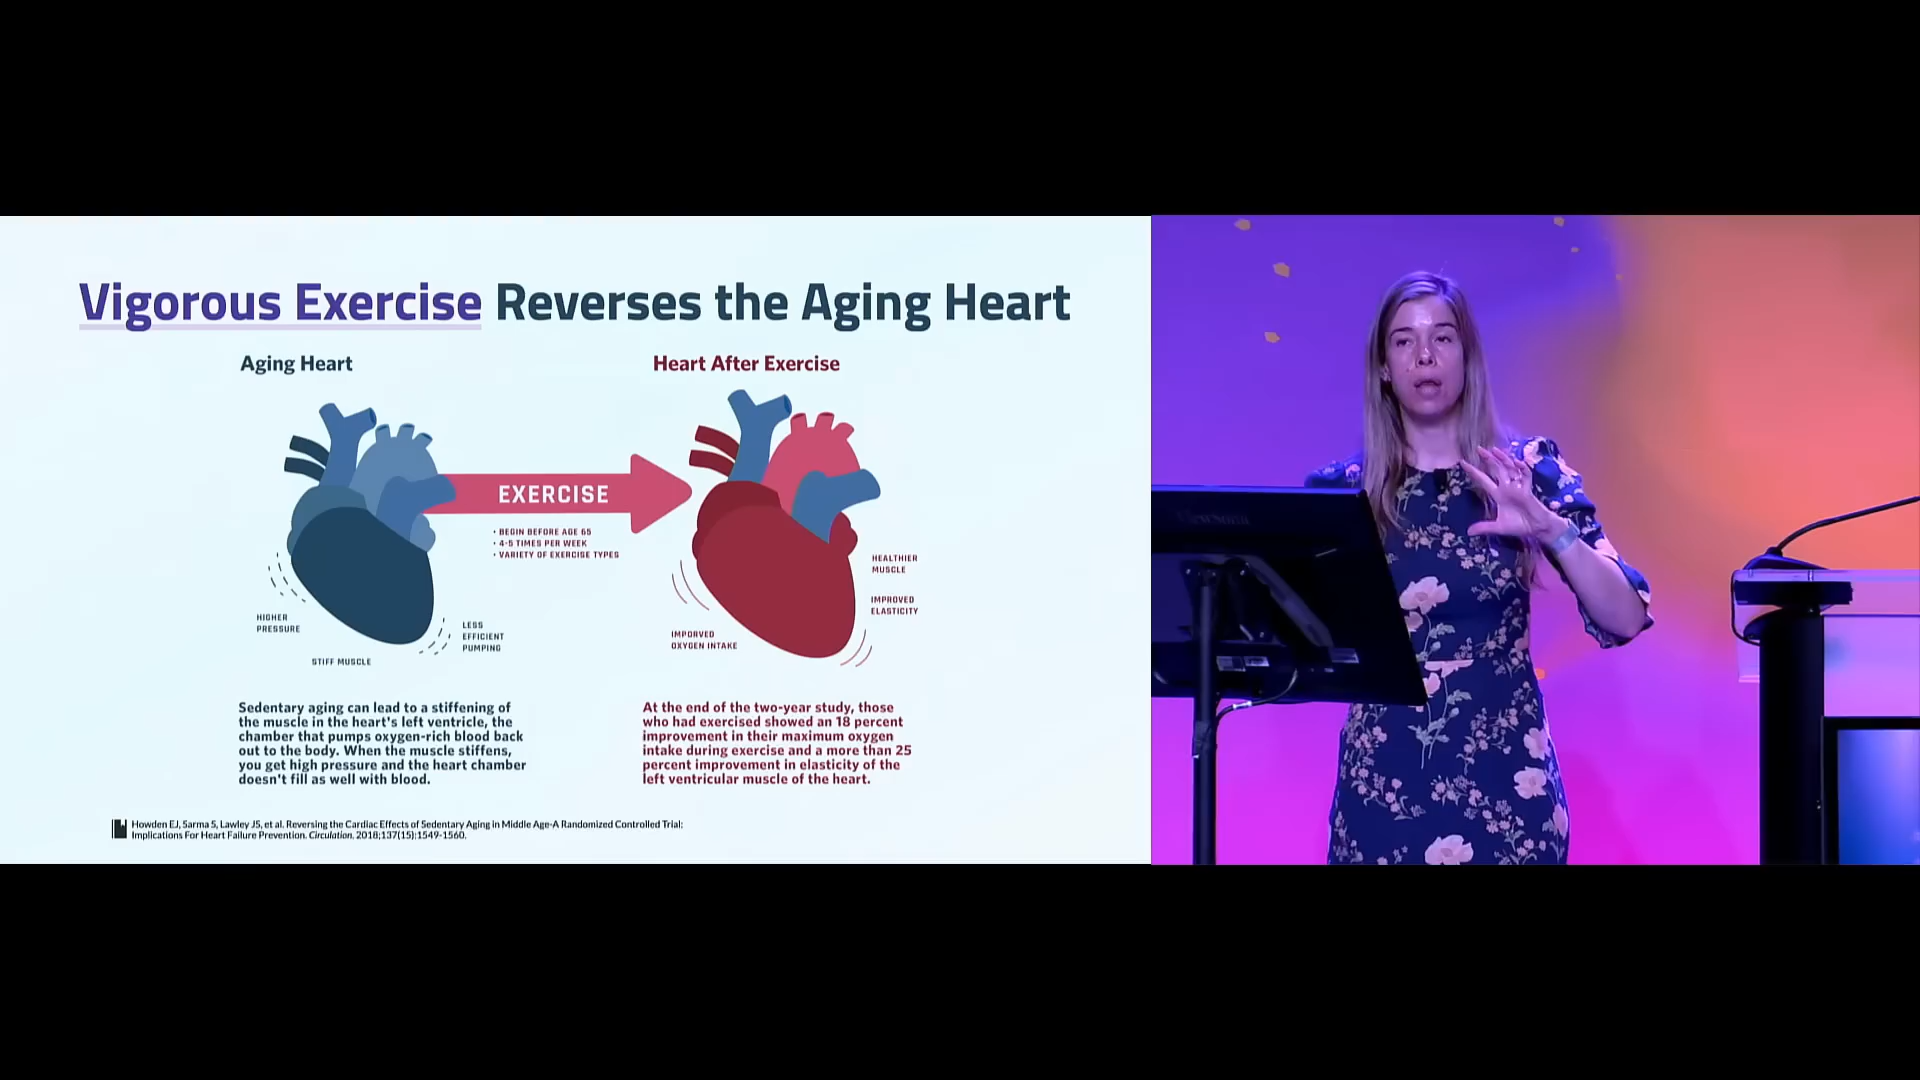 Vigorous Exercise Reverses the Aging Heart
Aging Heart
Heart After Exercise
EXERCISE
• BEGIN BEFORE AGE 65
• 4-5 TIMES PER WEEK
• VARIETY OF EXERCISE TYPES
HIGHER
PRESSURE
STIFF MUSCLE
LESS
EFFICIENT
PUMPING
HEALTHIER
MUSCLE
IMPROVED
ELASTICITY
IMPORVED
OXYGEN INTAKE
Sedentary aging can lead to a stiffening of
the muscle in the heart's left ventricle, the
chamber that pumps oxygen-rich blood back
out to the body. When the muscle stiffens,
you get high pressure and the heart chamber
doesn't fill as well with blood.
At the end of the two-year study, those
who had exercised showed an 18 percent
improvement in their maximum oxygen
intake during exercise and a more than 25
percent improvement in elasticity of the
left ventricular muscle of the heart.
Howden EJ, Sarma S, Lawley JS, et al. Reversing the Cardiac Effects of Sedentary Aging in Middle Age-A Randomized Controlled Trial:
Implications For Heart Failure Prevention. Circulation. 2018;137(15):1549-1560.
ViewSonic